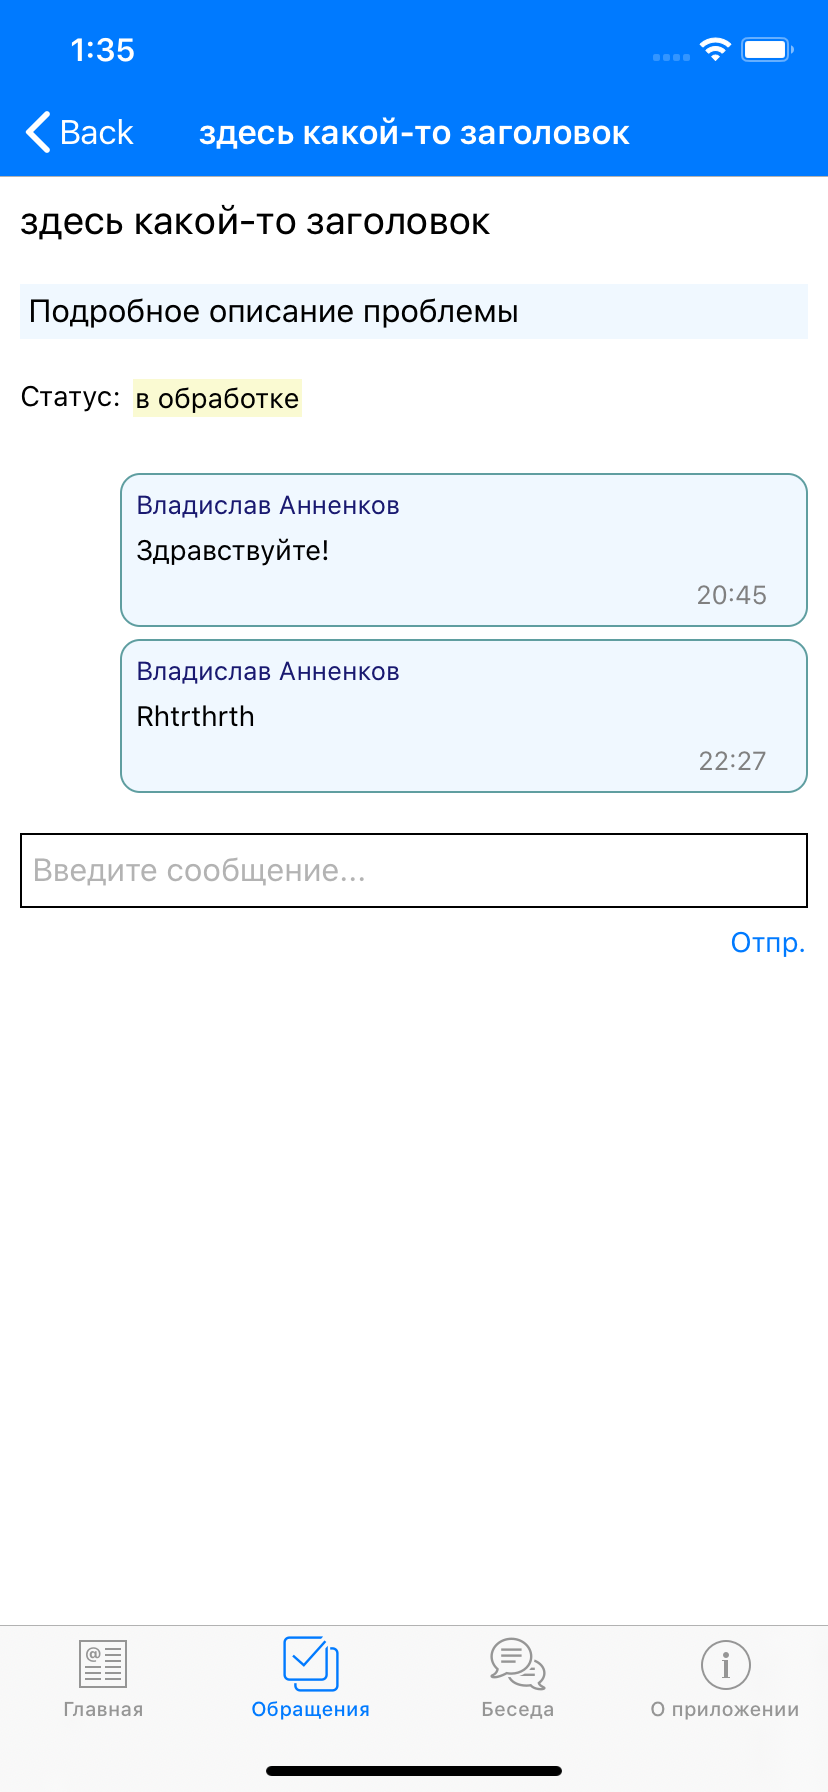 1:35
Back
здесь какой-то заголовок
здесь какой-то заголовок
Подробное описание проблемы
Статус: в обработке
Владислав Анненков
Здравствуйте!
20:45
Владислав Анненков
Rhtrthrth
22:27
Введите сообщение...
Отпр.
Главная
Обращения
Беседа
О приложении